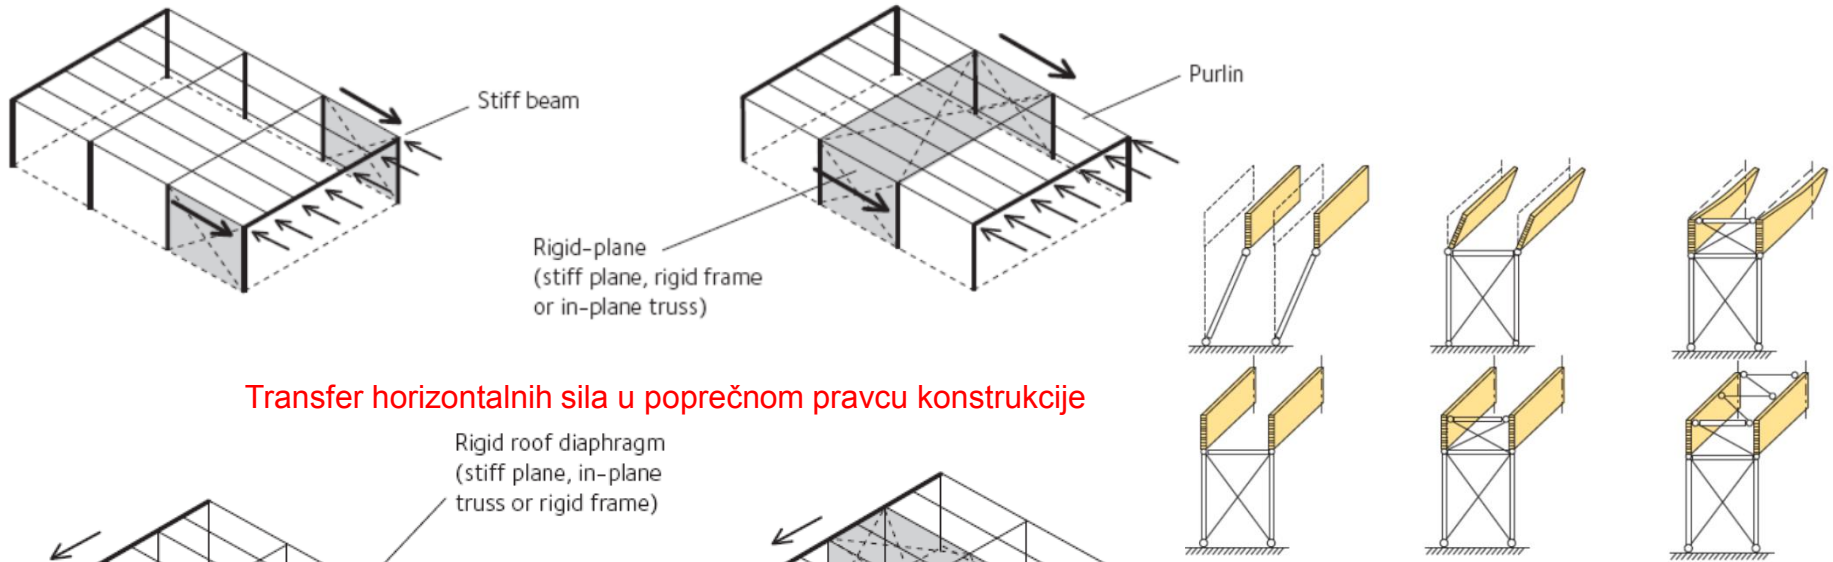 Stiff beam
Purlin
Rigid-plane
(stiff plane, rigid frame
or in-plane truss)
Transfer horizontalnih sila u poprečnom pravcu konstrukcije
Rigid roof diaphragm
(stiff plane, in-plane
truss or rigid frame)